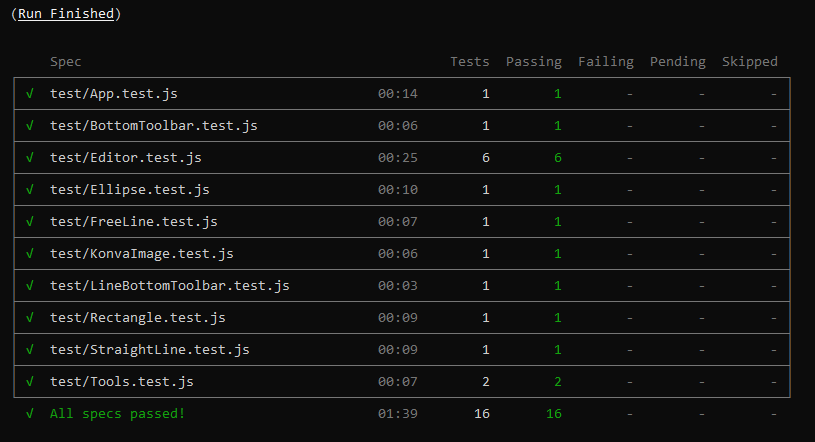 (Run Finished)
Spec Tests Passing Failing Pending Skipped
√ test/App.test.js 00:14 1 1 - - -
√ test/BottomToolbar.test.js 00:06 1 1 - - -
√ test/Editor.test.js 00:25 6 6 - - -
√ test/Ellipse.test.js 00:10 1 1 - - -
√ test/FreeLine.test.js 00:07 1 1 - - -
√ test/KonvaImage.test.js 00:06 1 1 - - -
√ test/LineBottomToolbar.test.js 00:03 1 1 - - -
√ test/Rectangle.test.js 00:09 1 1 - - -
√ test/StraightLine.test.js 00:09 1 1 - - -
√ test/Tools.test.js 00:07 2 2 - - -
√ All specs passed! 01:39 16 16 - - -